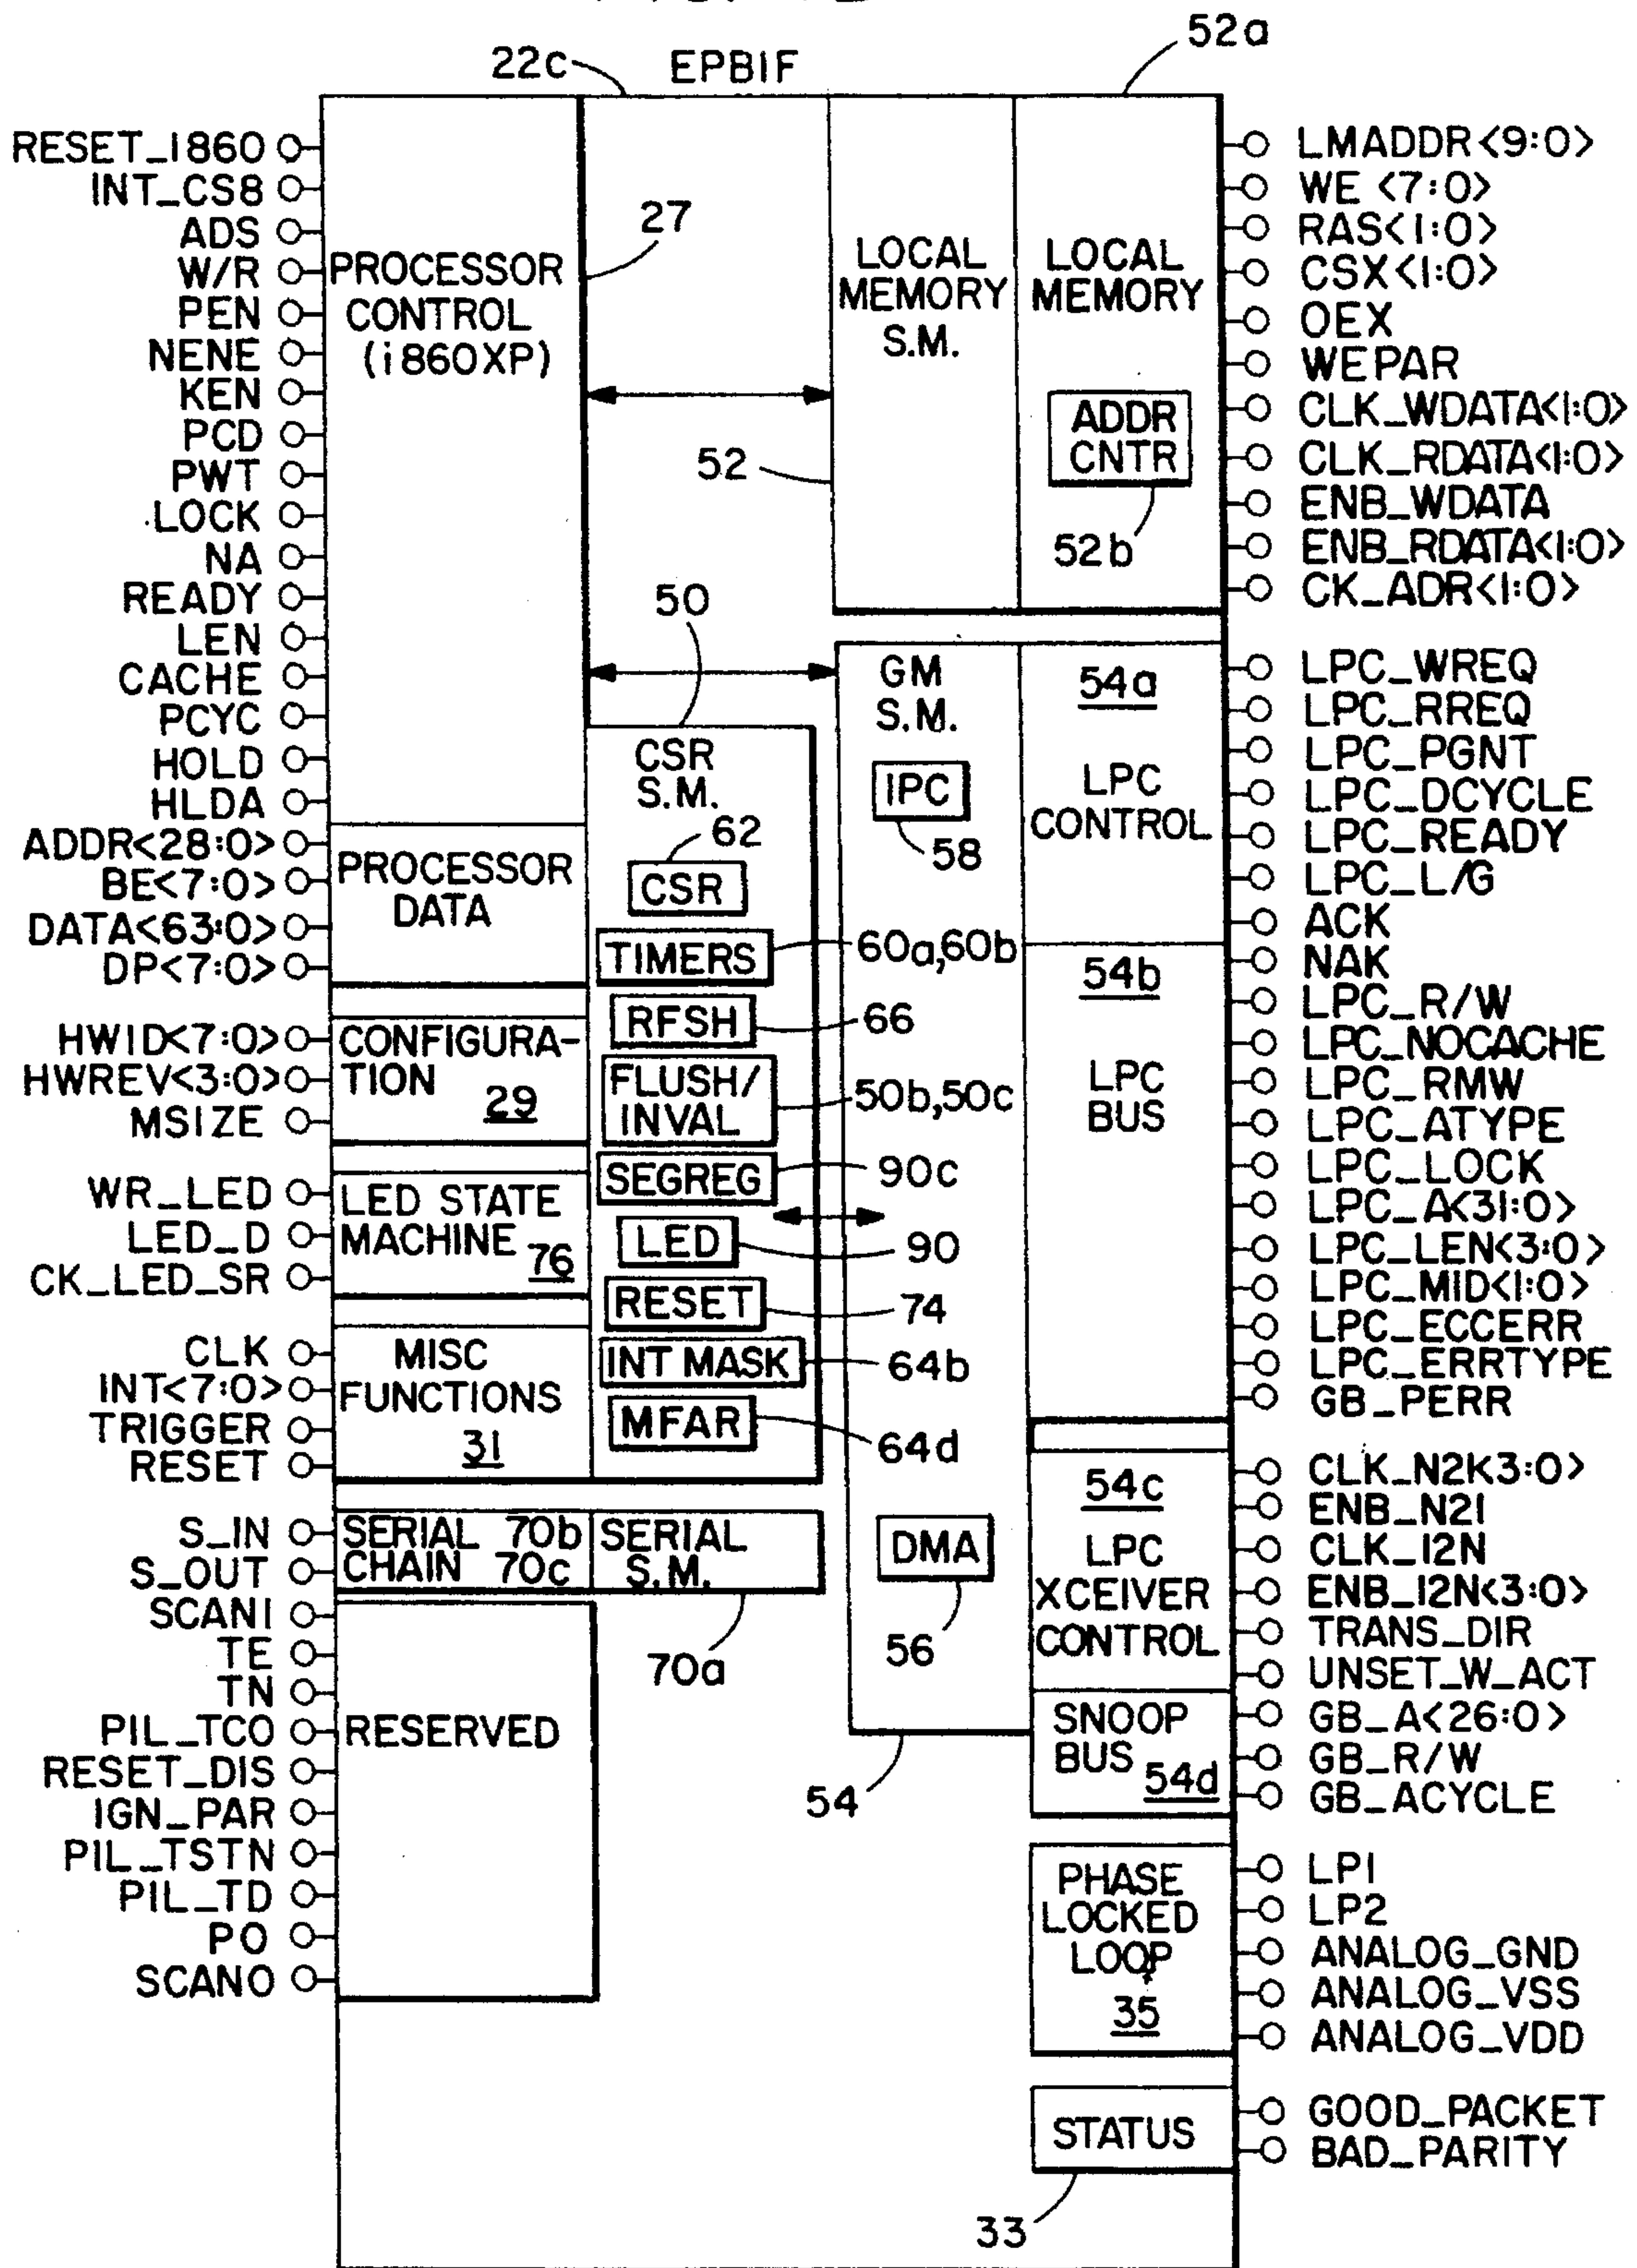 52a
22c
EPBIF
RESET_I860
INT_CS8
ADS
W/R
PEN
NENE
KEN
PCD
PWT
LOCK
NA
READY
LEN
CACHE
PCYC
HOLD
HLDA
ADDR<28:0>
BE<7:0>
DATA<63:0>
DP<7:0>
HWID<7:0>
HWREV<3:0>
MSIZE
WR_LED
LED_D
CK_LED_SR
CLK
INT<7:0>
TRIGGER
RESET
S_IN
S_OUT
SCANI
TE
TN
PIL_TCO
RESET_DIS
IGN_PAR
PIL_TSTN
PIL_TD
PO
SCANO
PROCESSOR
CONTROL
(i860XP)
PROCESSOR
DATA
CONFIGURA-
TION 29
LED STATE
MACHINE 76
MISC
FUNCTIONS
31
SERIAL 70b
CHAIN 70c
RESERVED
27
52
50
CSR
S.M.
62
CSR
TIMERS
60a,60b
RFSH
66
FLUSH/
INVAL
50b,50c
SEGREG
90c
LED
90
RESET
74
INT MASK
64b
MFAR
64d
SERIAL
S.M.
70a
LOCAL
MEMORY
S.M.
LOCAL
MEMORY
ADDR
CNTR
52b
GM
S.M.
IPC
58
DMA
56
54
54a
LPC
CONTROL
54b
LPC
BUS
54c
LPC
XCEIVER
CONTROL
SNOOP
BUS 54d
PHASE
LOCKED
LOOP
35
STATUS
33
LMADDR<9:0>
WE <7:0>
RAS<1:0>
CSX<1:0>
OEX
WEPAR
CLK_WDATA<1:0>
CLK_RDATA<1:0>
ENB_WDATA
ENB_RDATA<1:0>
CK_ADR<1:0>
LPC_WREQ
LPC_RREQ
LPC_PGNT
LPC_DCYCLE
LPC_READY
LPC_L/G
ACK
NAK
LPC_R/W
LPC_NOCACHE
LPC_RMW
LPC_ATYPE
LPC_LOCK
LPC_A<31:0>
LPC_LEN<3:0>
LPC_MID<1:0>
LPC_ECCERR
LPC_ERRTYPE
GB_PERR
CLK_N2K3:0>
ENB_N2I
CLK_I2N
ENB_I2N<3:0>
TRANS_DIR
UNSET_W_ACT
GB_A<26:0>
GB_R/W
GB_ACYCLE
LP1
LP2
ANALOG_GND
ANALOG_VSS
ANALOG_VDD
GOOD_PACKET
BAD_PARITY